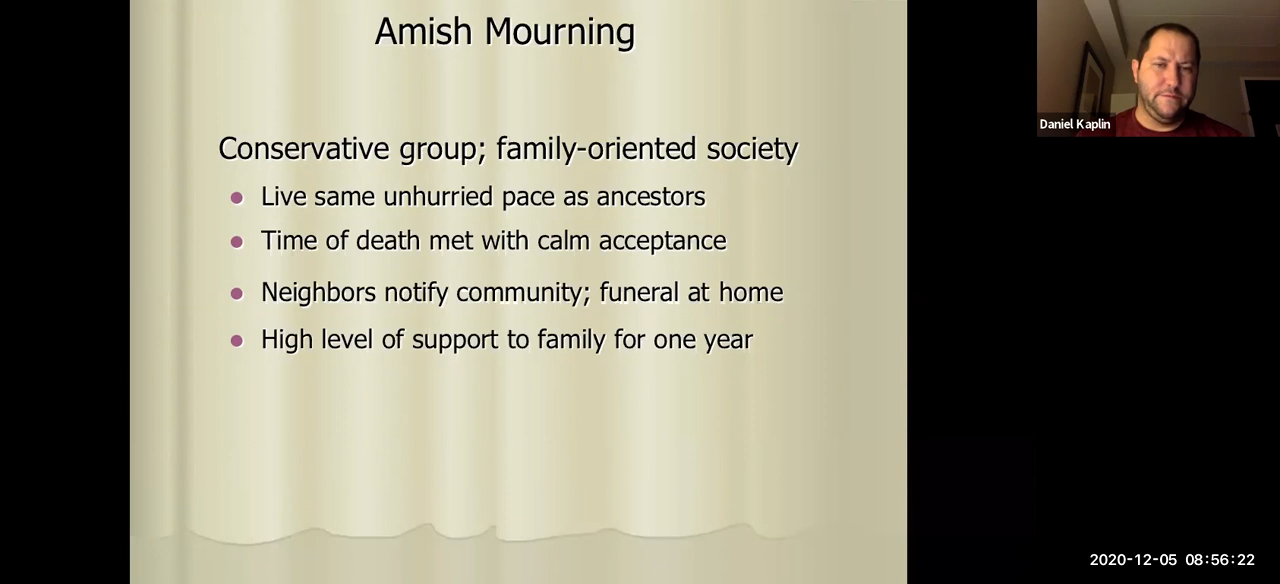 Amish Mourning
Conservative group; family-oriented society
Live same unhurried pace as ancestors
Time of death met with calm acceptance
Neighbors notify community; funeral at home
High level of support to family for one year
Daniel Kaplin
2020-12-05 08:56:22